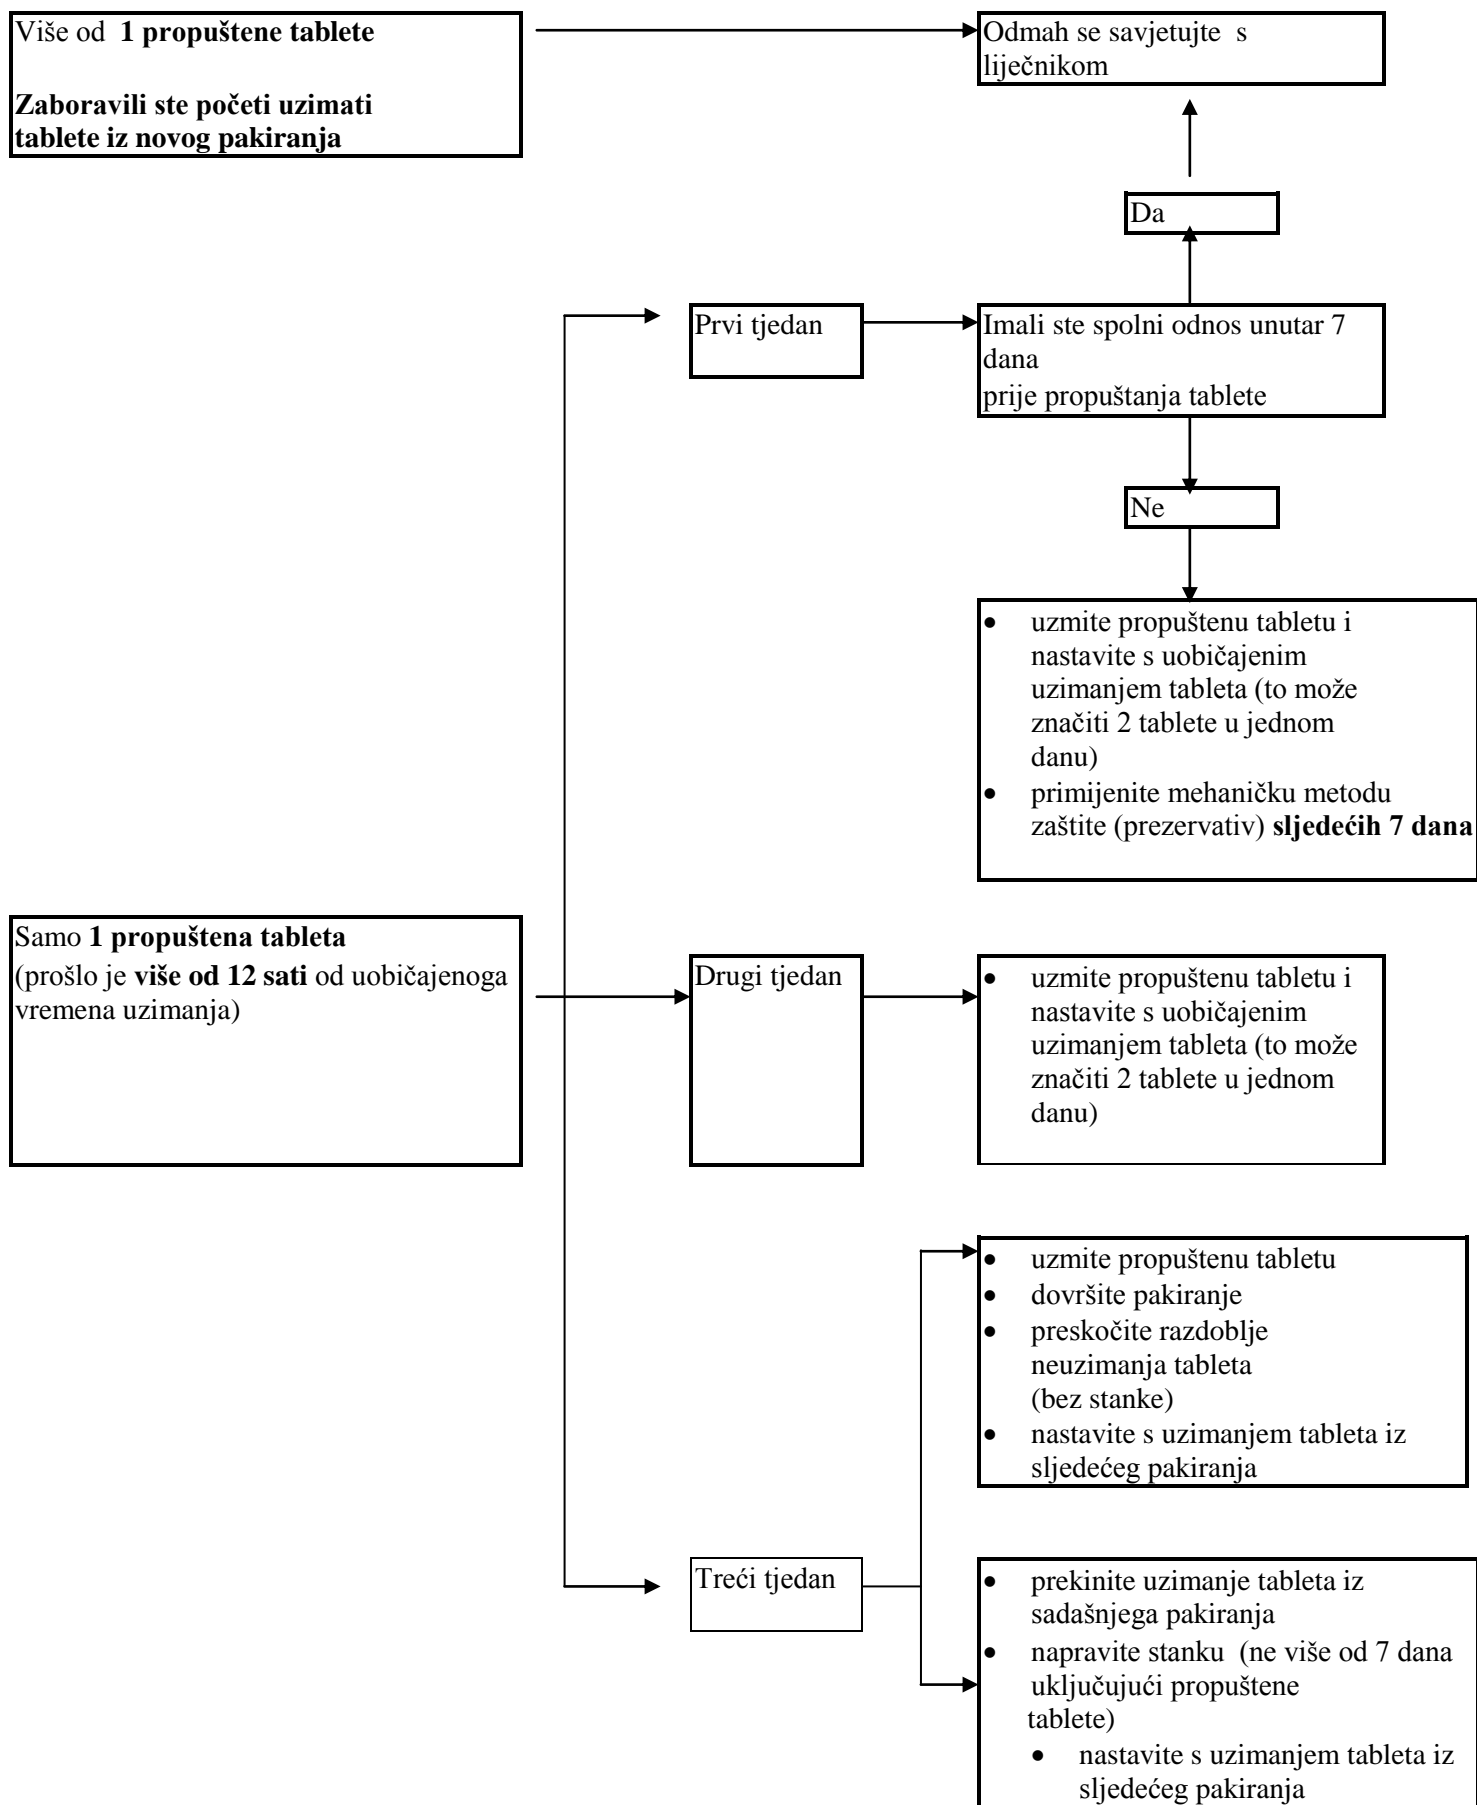 Više od 1 propuštene tablete
Zaboravili ste početi uzimati
tablete iz novog pakiranja
Odmah se savjetujte s
liječnikom
Da
Prvi tjedan
Imali ste spolni odnos unutar 7
dana
prije propuštanja tablete
Ne
• uzmite propuštenu tabletu i
nastavite s uobičajenim
uzimanjem tableta (to može
značiti 2 tablete u jednom
danu)
• primijenite mehaničku metodu
zaštite (prezervativ) sljedećih 7 dana
Samo 1 propuštena tableta
(prošlo je više od 12 sati od uobičajenoga
vremena uzimanja)
Drugi tjedan
• uzmite propuštenu tabletu i
nastavite s uobičajenim
uzimanjem tableta (to može
značiti 2 tablete u jednom
danu)
• uzmite propuštenu tabletu
• dovršite pakiranje
• preskočite razdoblje
neuzimanja tableta
(bez stanke)
• nastavite s uzimanjem tableta iz
sljedećeg pakiranja
Treći tjedan
• prekinite uzimanje tableta iz
sadašnjega pakiranja
• napravite stanku (ne više od 7 dana
uključujući propuštene
tablete)
• nastavite s uzimanjem tableta iz
sljedećeg pakiranja